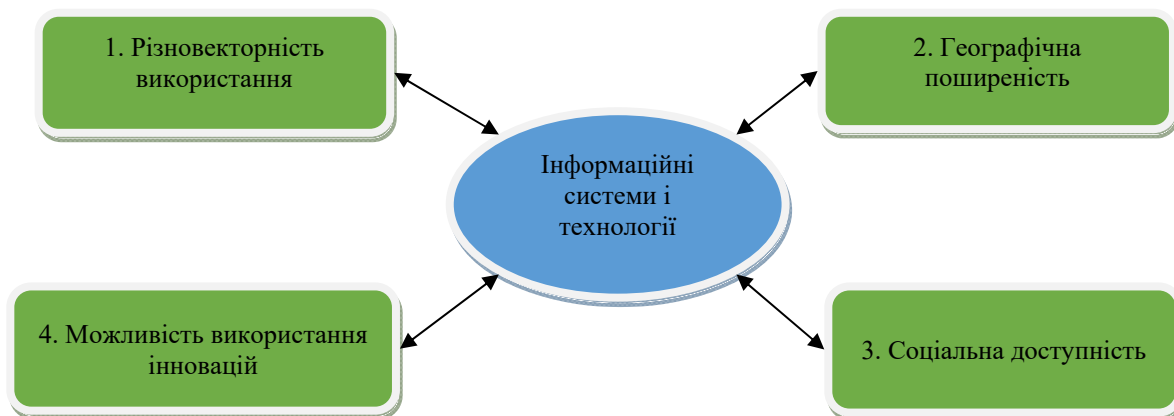 1. Різновекторність
використання
2. Географічна
поширеність
Інформаційні
системи і
технології
4. Можливість використання
інновацій
3. Соціальна доступність